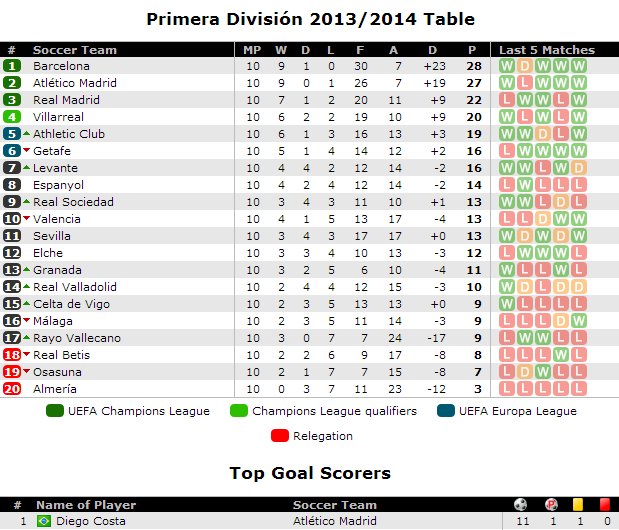 Primera División 2013/2014 Table
# Soccer Team MP W D L F A D P Last 5 Matches
1 Barcelona 10 9 1 0 30 7 +23 28 W D W W W
2 Atlético Madrid 10 9 0 1 26 7 +19 27 W W L W W
3 Real Madrid 10 7 1 2 20 11 +9 22 L W W L W
4 Villarreal 10 6 2 2 19 10 +9 20 W L W L W
5 Athletic Club 10 6 1 3 16 13 +3 19 W W D L W
6 Getafe 10 5 1 4 14 12 +2 16 L W W W W
7 Levante 10 4 4 2 12 14 -2 16 W W L W D
8 Espanyol 10 4 2 4 12 14 -2 14 L W L L L
9 Real Sociedad 10 3 4 3 11 10 +1 13 W W L D L
10 Valencia 10 4 1 5 13 17 -4 13 L L D W W
11 Sevilla 10 3 4 3 17 17 +0 13 W D W D W
12 Elche 10 3 3 4 10 13 -3 12 L W W W L
13 Granada 10 3 2 5 6 10 -4 11 W L L W L
14 Real Valladolid 10 2 4 4 12 15 -3 10 W D L D D
15 Celta de Vigo 10 2 3 5 13 13 +0 9 W L L L L
16 Málaga 10 2 3 5 11 14 -3 9 L L L D W
17 Rayo Vallecano 10 3 0 7 7 24 -17 9 L W W L L
18 Real Betis 10 2 2 6 9 17 -8 8 L L L W L
19 Osasuna 10 2 1 7 7 15 -8 7 L D W L L
20 Almería 10 0 3 7 11 23 -12 3 L L L L L
UEFA Champions League Champions League qualifiers UEFA Europa League
Relegation
Top Goal Scorers
# Name of Player Soccer Team
1 Diego Costa Atlético Madrid 11 1 1 0